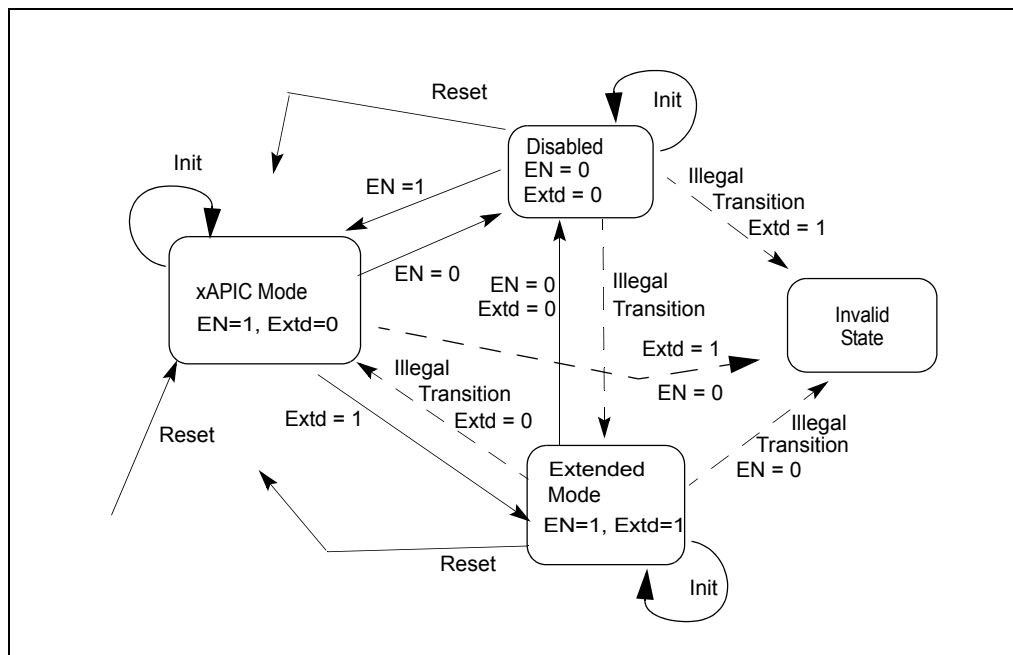 Reset
Init
Disabled
EN = 0
Extd = 0
Illegal
Transition
Extd = 1
Init
EN =1
EN = 0
xAPIC Mode
EN=1, Extd=0
EN = 0
Extd = 0
Illegal
Transition
Invalid
State
Extd = 1
EN = 0
Illegal
Transition
Extd = 0
Extd = 1
Reset
Illegal
Transition
EN = 0
Extended
Mode
EN=1, Extd=1
Reset
Init